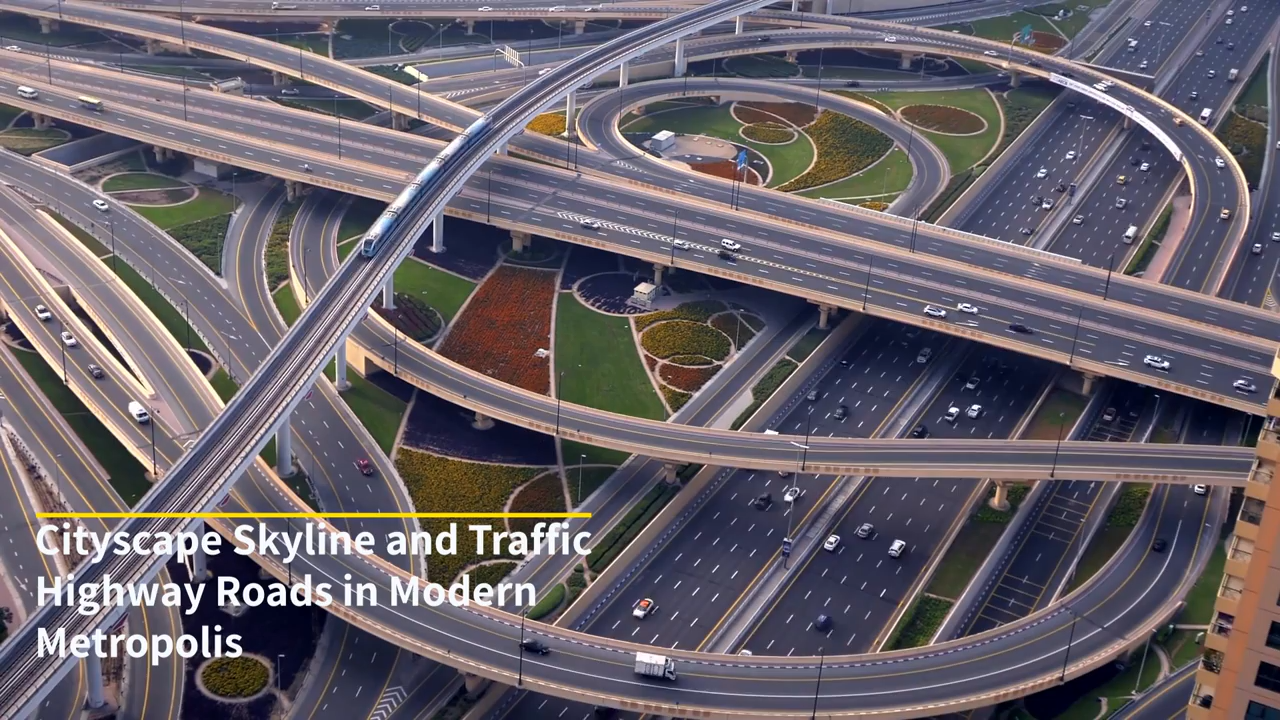 Cityscape Skyline and Traffic
Highway Roads in Modern
Metropolis